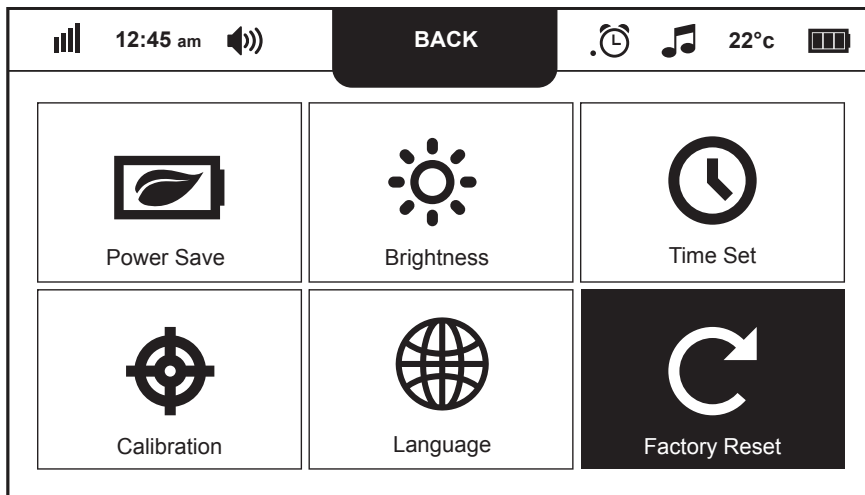 12:45 am BACK 22°c
Power Save Brightness Time Set
Calibration Language Factory Reset